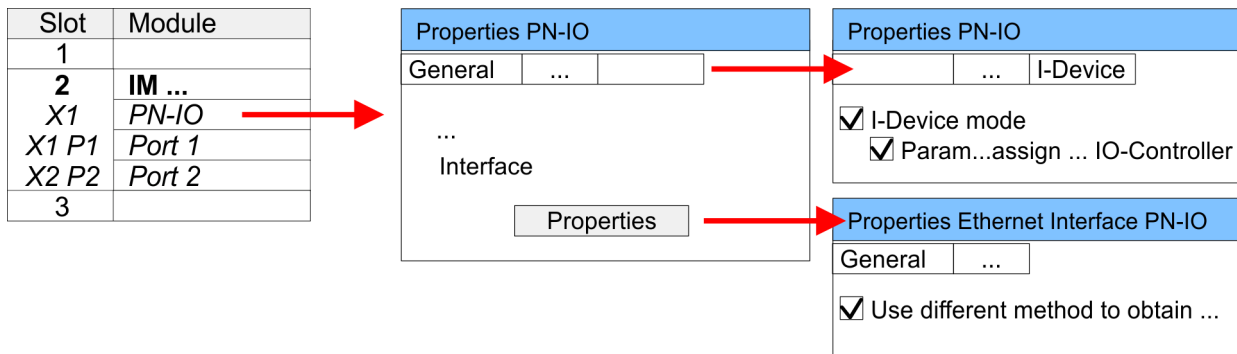 Slot Module
1
2 IM ...
X1 PN-IO
X1 P1 Port 1
X2 P2 Port 2
3
Properties PN-IO
General ...
...
Interface
Properties
Properties PN-IO
... I-Device
I-Device mode
Param...assign ... IO-Controller
Properties Ethernet Interface PN-IO
General ...
Use different method to obtain ...